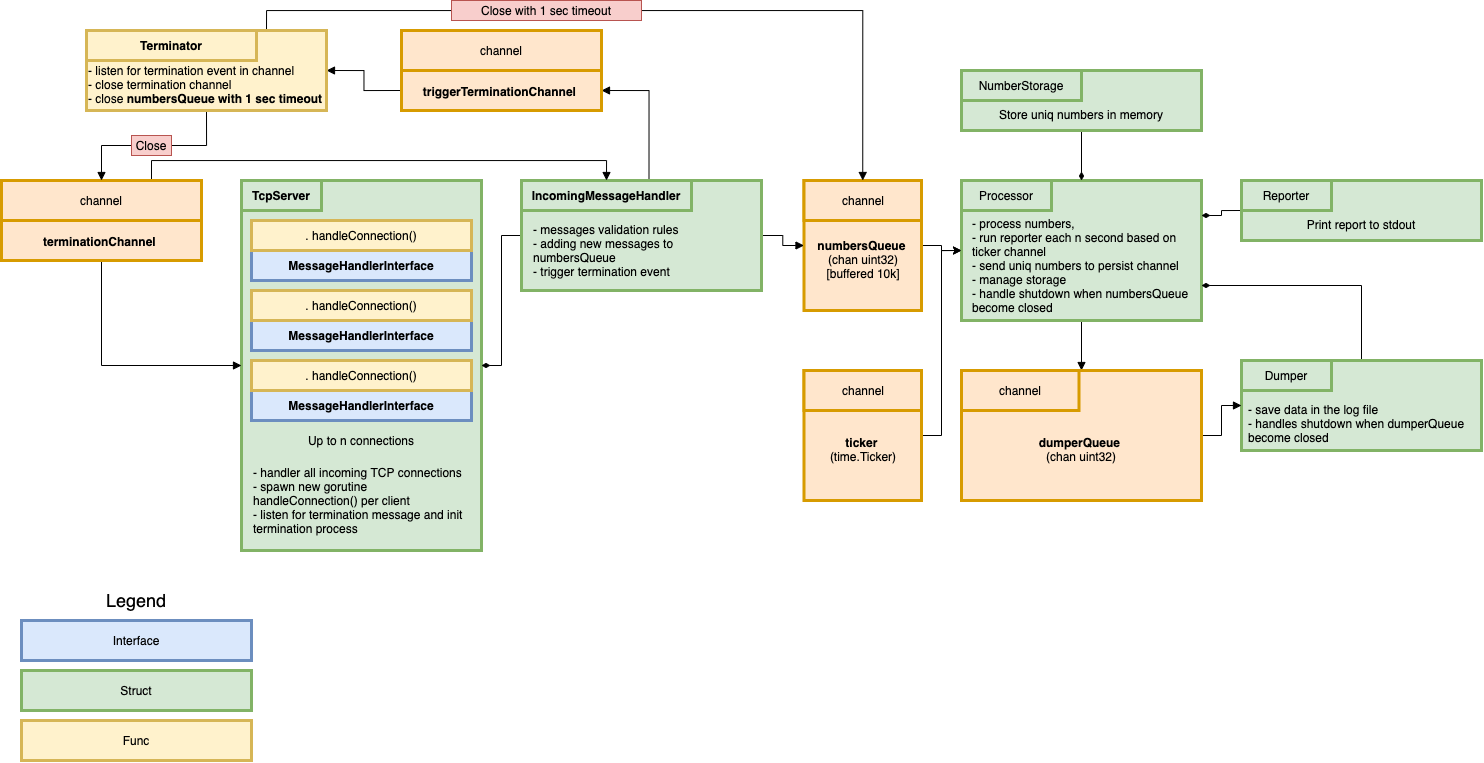 Close with 1 sec timeout
Terminator
- listen for termination event in channel
- close termination channel
- close numbersQueue with 1 sec timeout
channel
triggerTerminationChannel
Close
channel
terminationChannel
TcpServer
. handleConnection()
MessageHandlerInterface
. handleConnection()
MessageHandlerInterface
. handleConnection()
MessageHandlerInterface
Up to n connections
- handler all incoming TCP connections
- spawn new gorutine
handleConnection() per client
- listen for termination message and init
termination process
IncomingMessageHandler
- messages validation rules
- adding new messages to
numbersQueue
- trigger termination event
channel
numbersQueue
(chan uint32)
[buffered 10k]
channel
ticker
(time.Ticker)
NumberStorage
Store uniq numbers in memory
Processor
- process numbers,
- run reporter each n second based on
ticker channel
- send uniq numbers to persist channel
- manage storage
- handle shutdown when numbersQueue
become closed
Reporter
Print report to stdout
channel
dumperQueue
(chan uint32)
Dumper
- save data in the log file
- handles shutdown when dumperQueue
become closed
Legend
Interface
Struct
Func